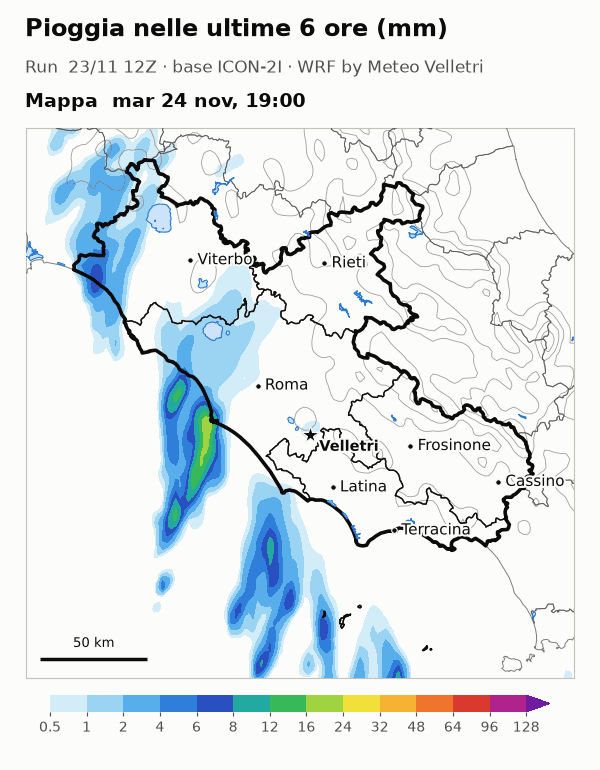 Pioggia nelle ultime 6 ore (mm)
Run  23/11 12Z · base ICON-2I · WRF by Meteo Velletri
Mappa  mar 24 nov, 19:00
Viterbo
Rieti
Roma
Velletri
Frosinone
Cassino
Latina
Terracina
50 km
0.5 1 2 4 6 8 12 16 24 32 48 64 96 128